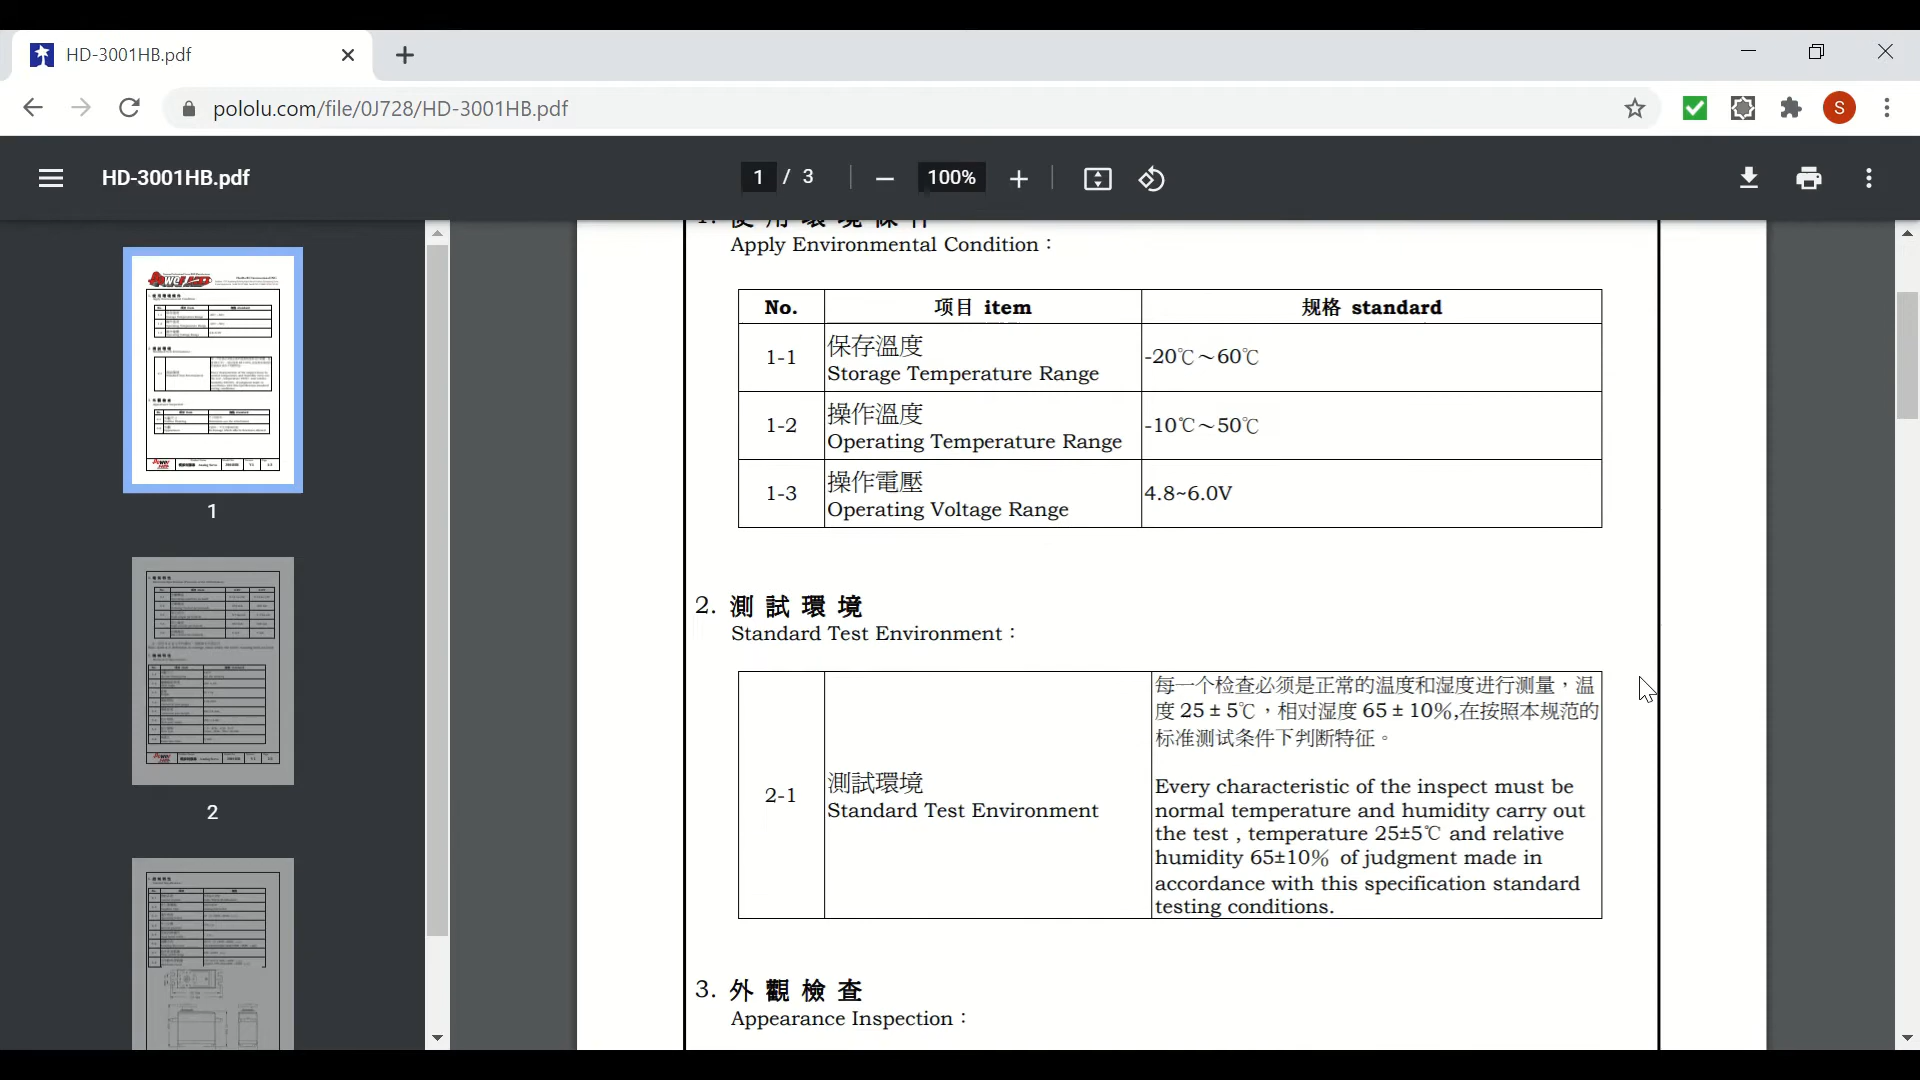 HD-3001HB.pdf
pololu.com/file/0J728/HD-3001HB.pdf
S
HD-3001HB.pdf
1 / 3
100%
1
2
1. 使用環境條件
Apply Environmental Condition：
No. 项目 item 规格 standard
1-1 保存溫度 Storage Temperature Range -20℃～60℃
1-2 操作溫度 Operating Temperature Range -10℃～50℃
1-3 操作電壓 Operating Voltage Range 4.8~6.0V
2. 測試環境
Standard Test Environment：
2-1 測試環境 Standard Test Environment
每一个检查必须是正常的温度和湿度进行测量，温
度 25±5℃，相对湿度 65±10%,在按照本规范的
标准测试条件下判断特征。
Every characteristic of the inspect must be
normal temperature and humidity carry out
the test , temperature 25±5℃ and relative
humidity 65±10% of judgment made in
accordance with this specification standard
testing conditions.
3. 外觀檢查
Appearance Inspection：